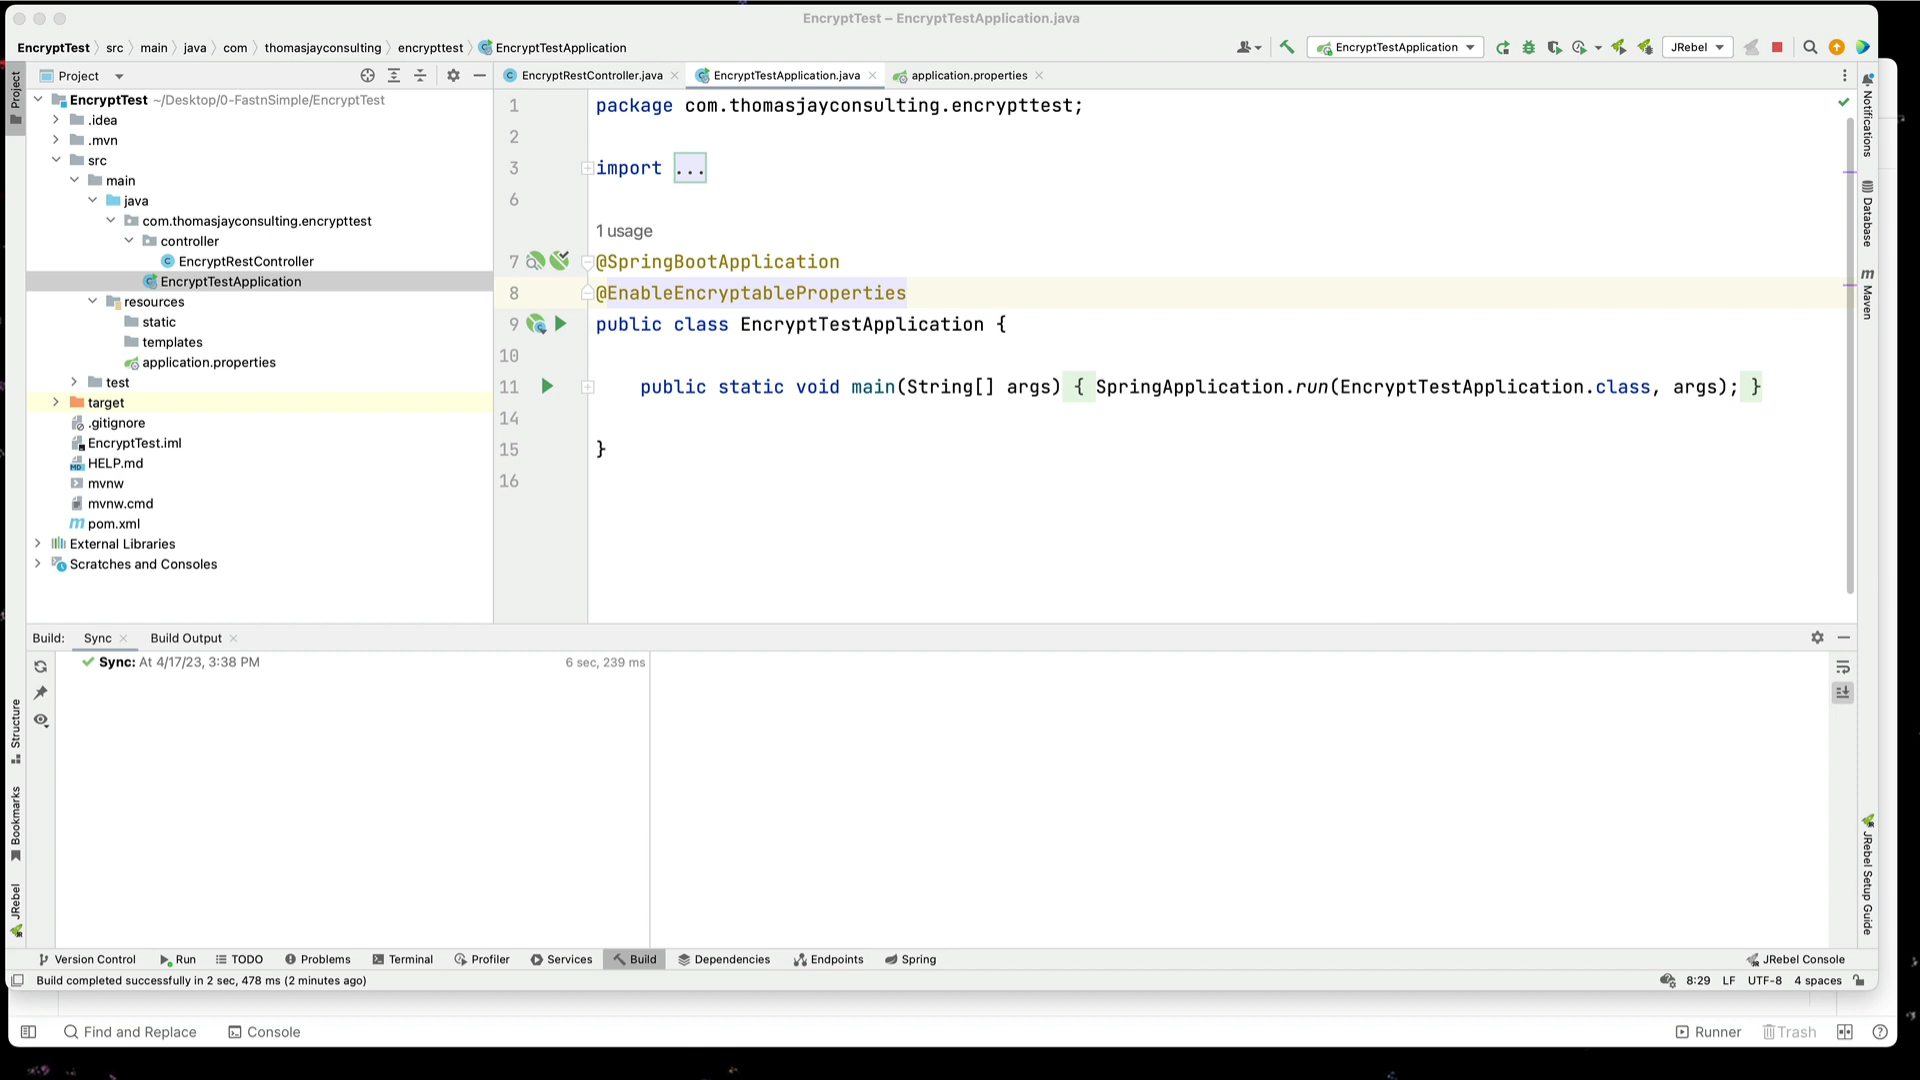 EncryptTest – EncryptTestApplication.java
EncryptTest src main java com thomasjayconsulting encrypttest EncryptTestApplication
EncryptTestApplication JRebel
Project
EncryptRestController.java EncryptTestApplication.java application.properties
Project
Structure
Bookmarks
JRebel
EncryptTest ~/Desktop/0-FastnSimple/EncryptTest
.idea
.mvn
src
main
java
com.thomasjayconsulting.encrypttest
controller
EncryptRestController
EncryptTestApplication
resources
static
templates
application.properties
test
target
.gitignore
EncryptTest.iml
HELP.md
mvnw
mvnw.cmd
pom.xml
External Libraries
Scratches and Consoles
1 package com.thomasjayconsulting.encrypttest;
2
3 import ...
6
1 usage
7 @SpringBootApplication
8 @EnableEncryptableProperties
9 public class EncryptTestApplication {
10
11 public static void main(String[] args) { SpringApplication.run(EncryptTestApplication.class, args); }
14
15 }
16
Notifications
Database
Maven
JRebel Setup Guide
Build: Sync Build Output
Sync: At 4/17/23, 3:38 PM 6 sec, 239 ms
Version Control Run TODO Problems Terminal Profiler Services Build Dependencies Endpoints Spring JRebel Console
Build completed successfully in 2 sec, 478 ms (2 minutes ago) 8:29 LF UTF-8 4 spaces
Find and Replace Console Runner Trash